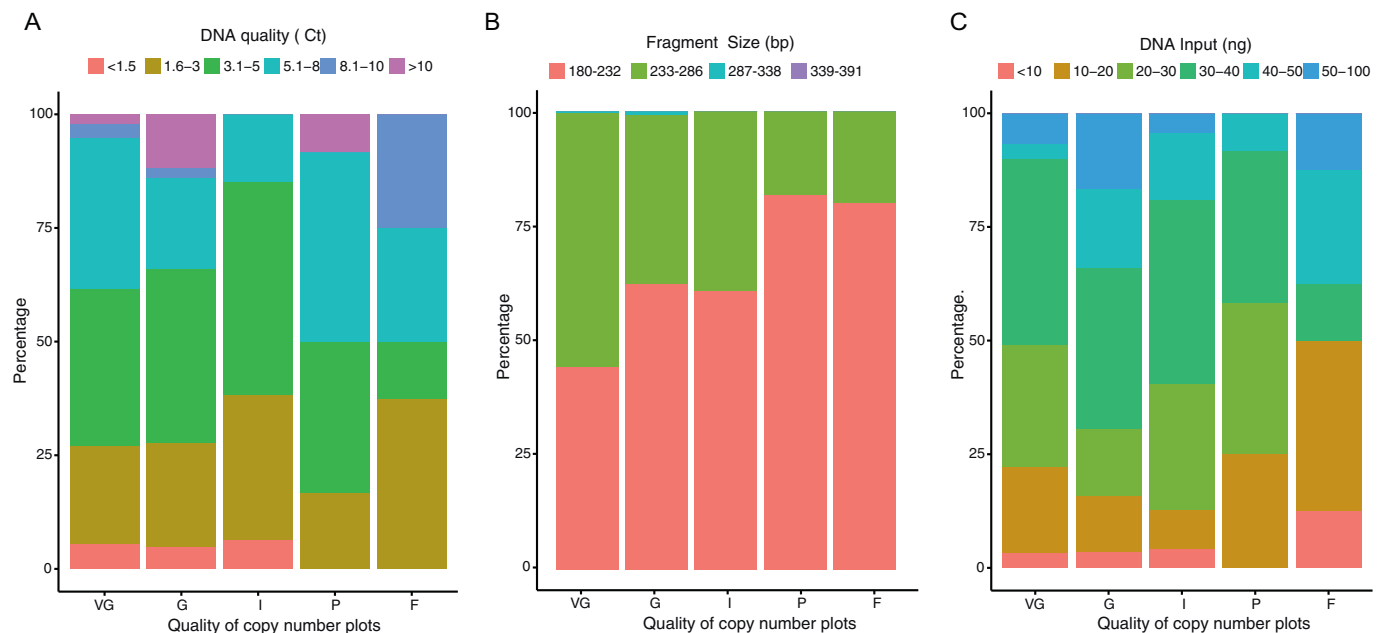 A
DNA quality ( Ct)
<1.5 1.6–3 3.1–5 5.1–8 8.1–10 >10
100
75
50
25
0
Percentage
VG G I P F
Quality of copy number plots
B
Fragment Size (bp)
180-232 233-286 287-338 339-391
100
75
50
25
0
Percentage
VG G I P F
Quality of copy number plots
C
DNA Input (ng)
<10 10–20 20–30 30–40 40–50 50–100
100
75
50
25
0
Percentage.
VG G I P F
Quality of copy number plots